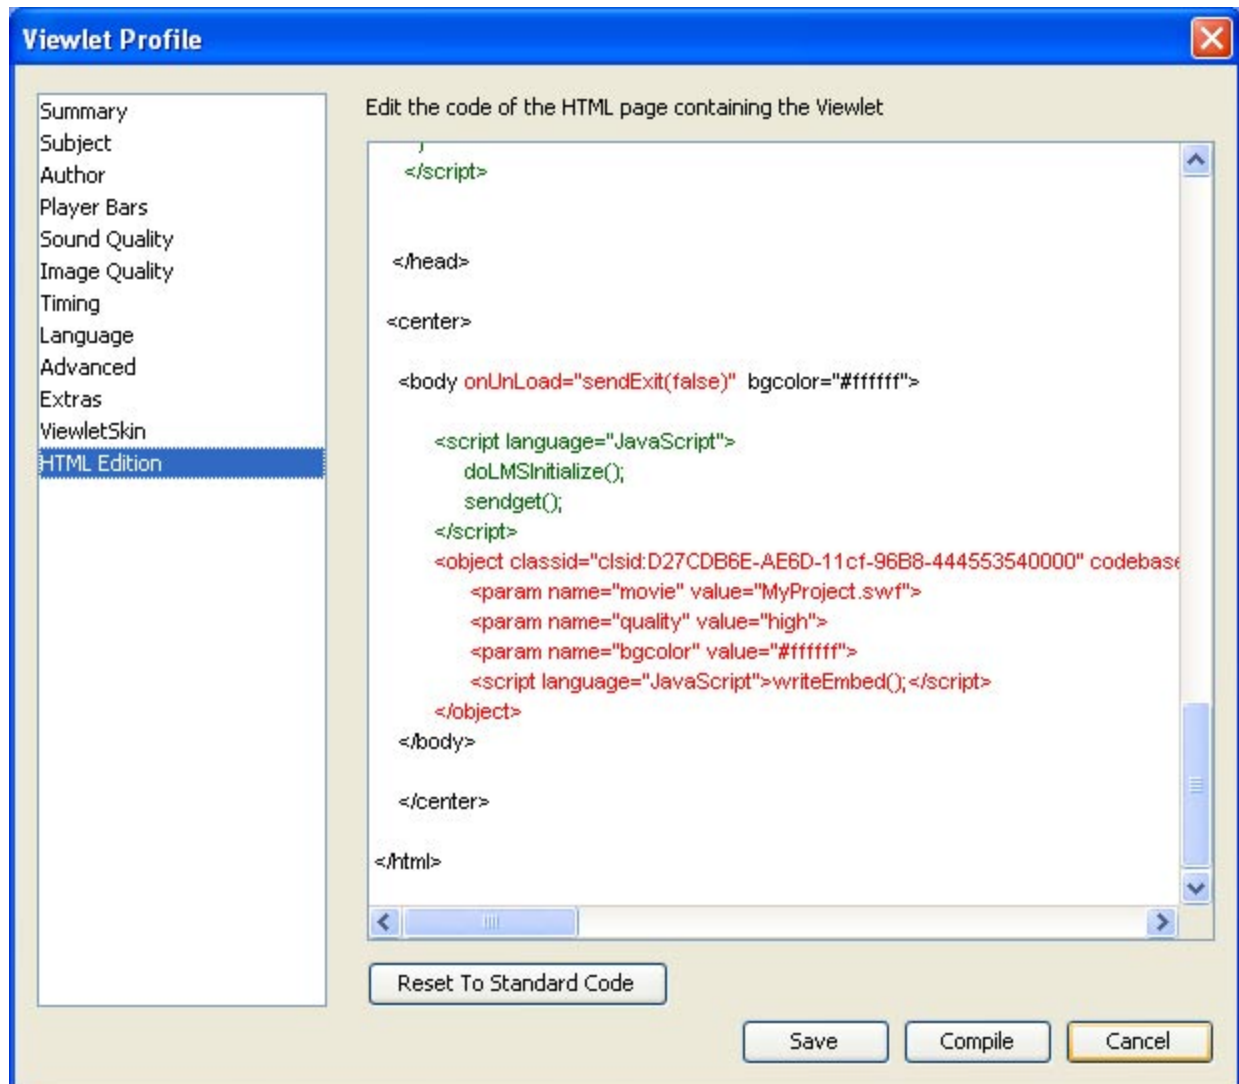 Viewlet Profile
Summary
Subject
Author
Player Bars
Sound Quality
Image Quality
Timing
Language
Advanced
Extras
ViewletSkin
HTML Edition
Edit the code of the HTML page containing the Viewlet
}
</script>
</head>
<center>
<body onUnLoad="sendExit(false)" bgcolor="#ffffff">
<script language="JavaScript">
doLMSInitialize();
sendget();
</script>
<object classid="clsid:D27CDB6E-AE6D-11cf-96B8-444553540000" codebase
<param name="movie" value="MyProject.swf">
<param name="quality" value="high">
<param name="bgcolor" value="#ffffff">
<script language="JavaScript">writeEmbed();</script>
</object>
</body>
</center>
</html>
Reset To Standard Code
Save
Compile
Cancel